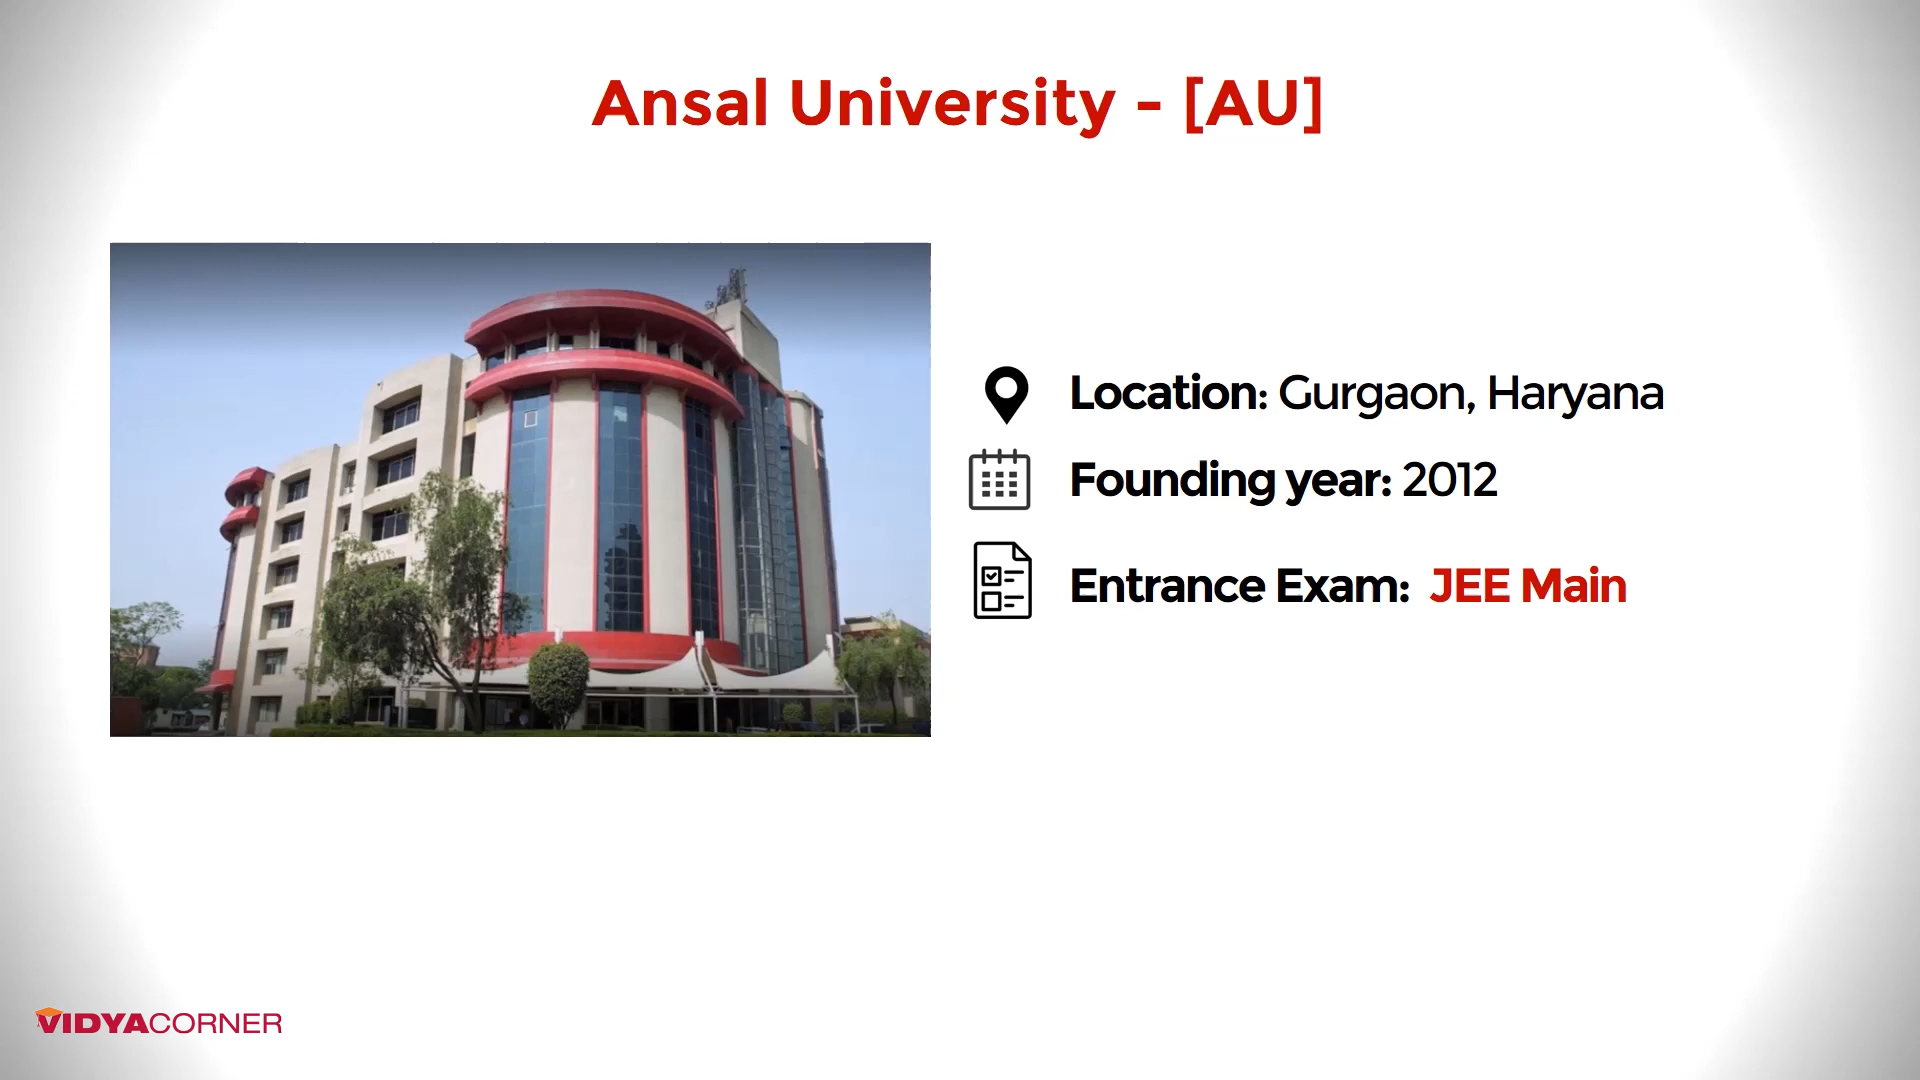 Ansal University - [AU]
Location: Gurgaon, Haryana
Founding year: 2012
Entrance Exam: JEE Main
VIDYACORNER